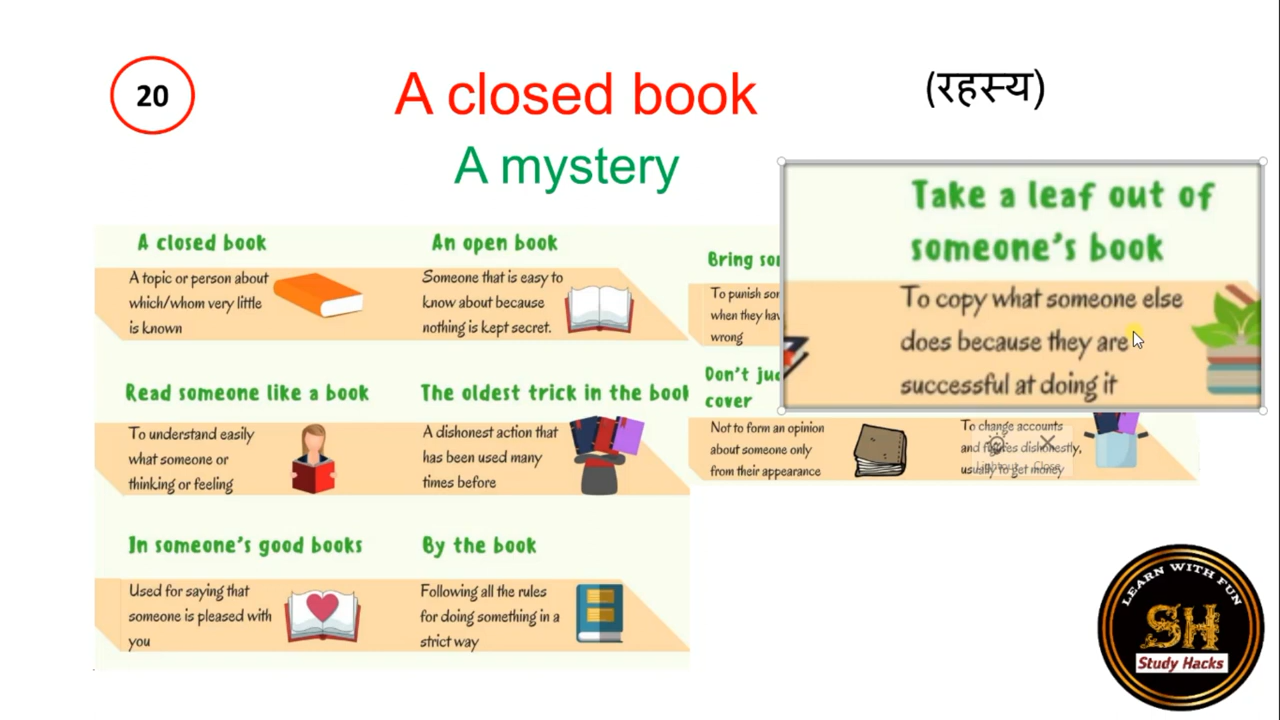 20
A closed book
(रहस्य)
A mystery
A closed book
A topic or person about
which/whom very little
is known
An open book
Someone that is easy to
know about because
nothing is kept secret.
Bring
To punish
when they
wrong
Take a leaf out of
someone's book
To copy what someone else
does because they are
successful at doing it
Read someone like a book
To understand easily
what someone or
thinking or feeling
The oldest trick in the book
A dishonest action that
has been used many
times before
Don't
cover
Not to form an opinion
about someone only
from their appearance
To change accounts
and figures dishonestly,
usually to get money
Close
In someone's good books
Used for saying that
someone is pleased with
you
By the book
Following all the rules
for doing something in a
strict way
LEARN WITH FUN
SH
Study Hacks